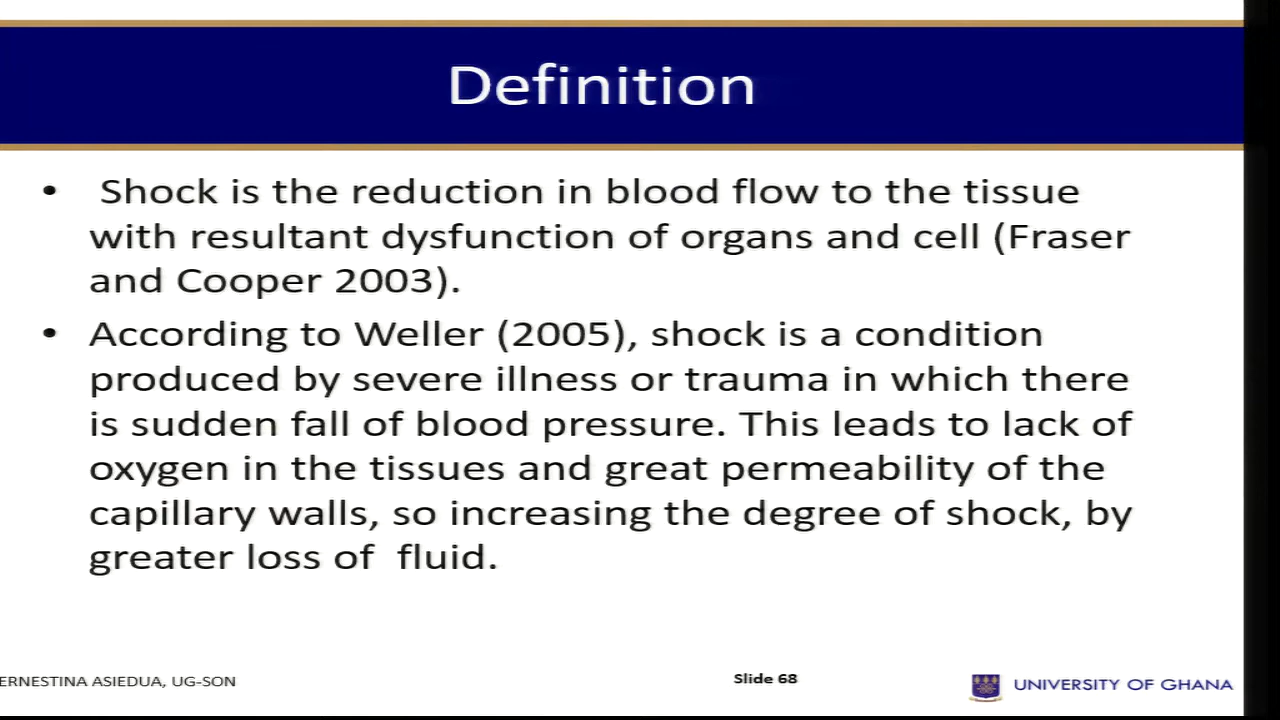 Definition
• Shock is the reduction in blood flow to the tissue
with resultant dysfunction of organs and cell (Fraser
and Cooper 2003).
• According to Weller (2005), shock is a condition
produced by severe illness or trauma in which there
is sudden fall of blood pressure. This leads to lack of
oxygen in the tissues and great permeability of the
capillary walls, so increasing the degree of shock, by
greater loss of fluid.
ERNESTINA ASIEDUA, UG-SON
Slide 68
UNIVERSITY OF GHANA